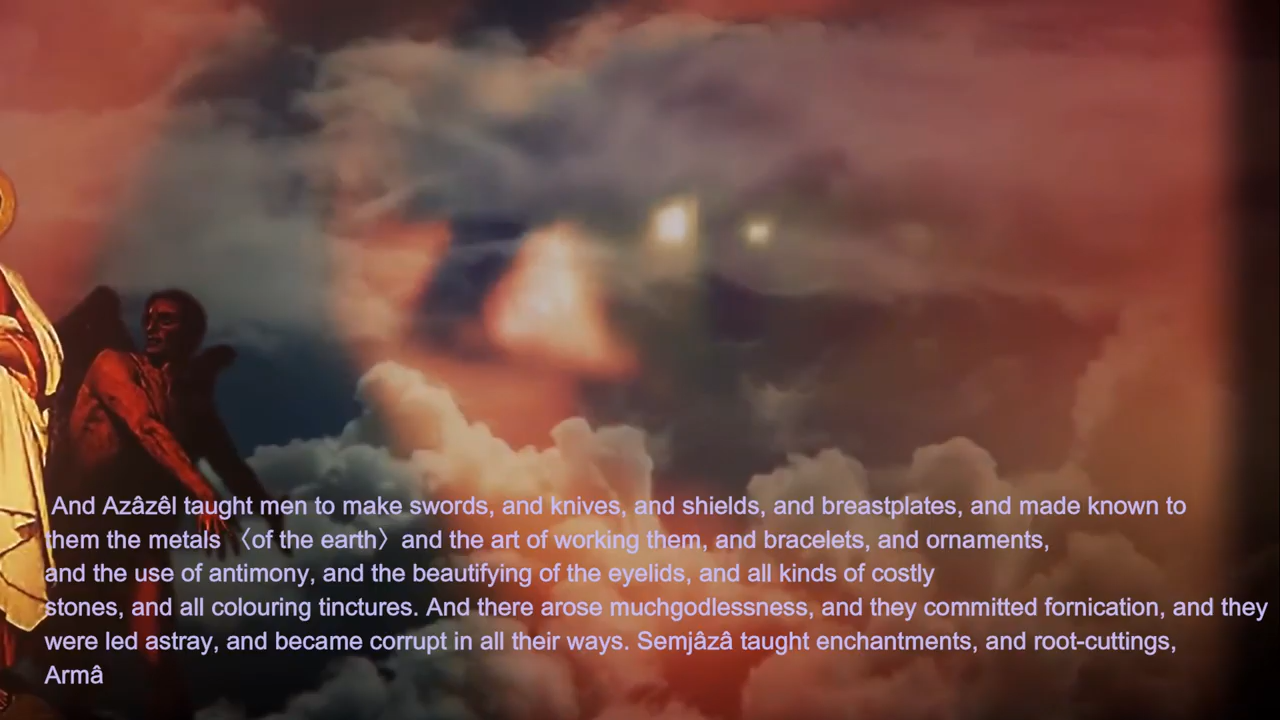 And Azâzêl taught men to make swords, and knives, and shields, and breastplates, and made known to
them the metals 〈of the earth〉and the art of working them, and bracelets, and ornaments,
and the use of antimony, and the beautifying of the eyelids, and all kinds of costly
stones, and all colouring tinctures. And there arose muchgodlessness, and they committed fornication, and they
were led astray, and became corrupt in all their ways. Semjâzâ taught enchantments, and root-cuttings,
Armâ